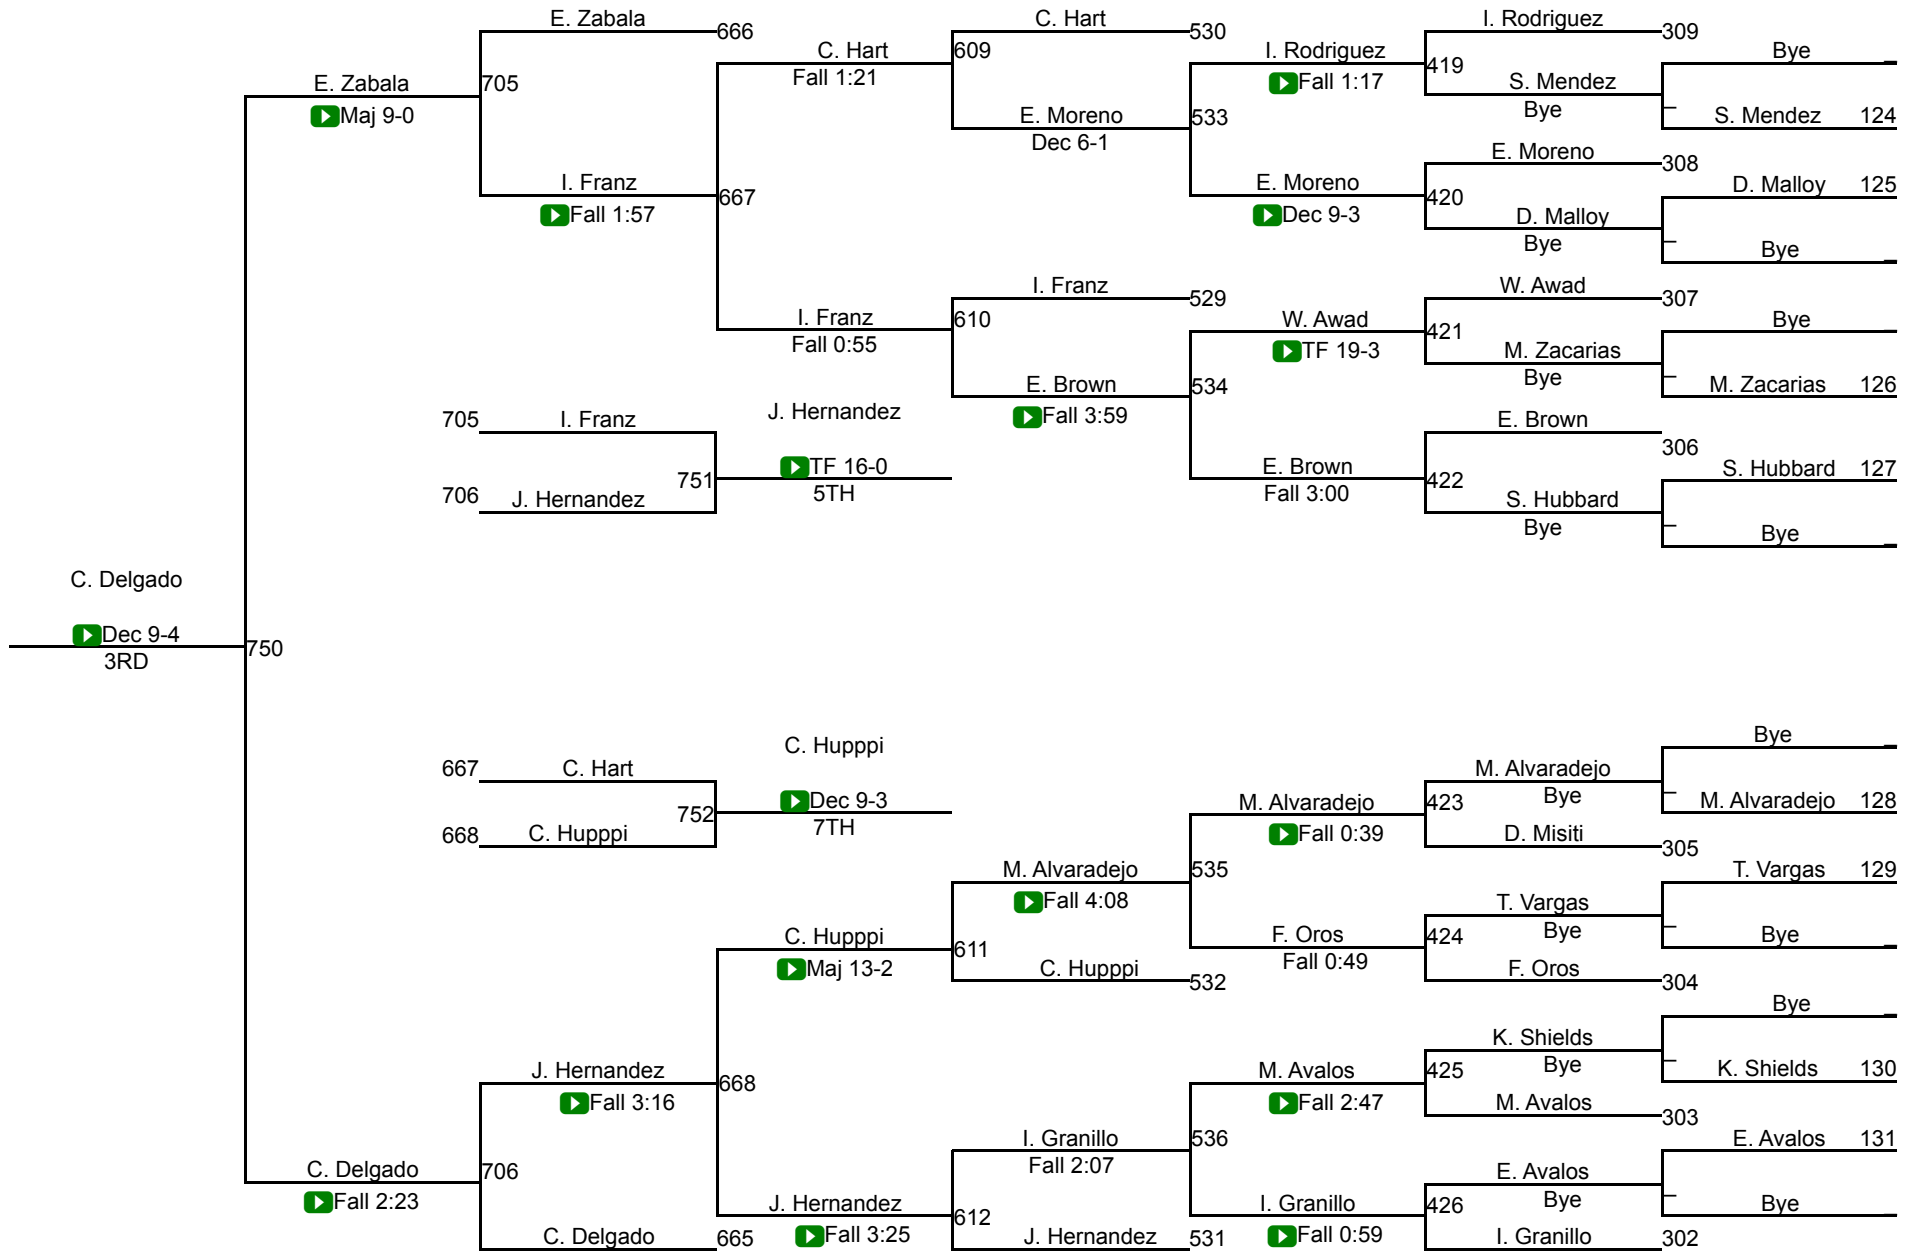 E. Zabala
666
C. Hart
530
I. Rodriguez
309
C. Hart
Fall 1:21
609
I. Rodriguez
Fall 1:17
419
Bye
E. Zabala
Maj 9-0
705
S. Mendez
Bye
E. Moreno
Dec 6-1
533
S. Mendez 124
E. Moreno
308
I. Franz
Fall 1:57
667
E. Moreno
Dec 9-3
420
D. Malloy 125
D. Malloy
Bye
Bye
I. Franz
529
W. Awad
307
I. Franz
Fall 0:55
610
W. Awad
TF 19-3
421
Bye
M. Zacarias
Bye
E. Brown
Fall 3:59
534
M. Zacarias 126
705 I. Franz
J. Hernandez
E. Brown
306
751
TF 16-0
5TH
E. Brown
Fall 3:00
422
S. Hubbard 127
706 J. Hernandez
S. Hubbard
Bye
Bye
C. Delgado
Dec 9-4
3RD
750
Bye
C. Hupppi
667 C. Hart
M. Alvaradejo
Bye
752
Dec 9-3
7TH
M. Alvaradejo
Fall 0:39
423
M. Alvaradejo 128
668 C. Hupppi
D. Misiti
305
M. Alvaradejo
Fall 4:08
535
T. Vargas 129
T. Vargas
Bye
C. Hupppi
Maj 13-2
611
F. Oros
Fall 0:49
424
Bye
C. Hupppi
532
F. Oros
304
Bye
K. Shields
Bye
J. Hernandez
Fall 3:16
668
M. Avalos
Fall 2:47
425
K. Shields 130
M. Avalos
303
I. Granillo
Fall 2:07
536
E. Avalos 131
C. Delgado
Fall 2:23
706
E. Avalos
Bye
J. Hernandez
Fall 3:25
612
I. Granillo
Fall 0:59
426
Bye
C. Delgado
665
J. Hernandez
531
I. Granillo
302